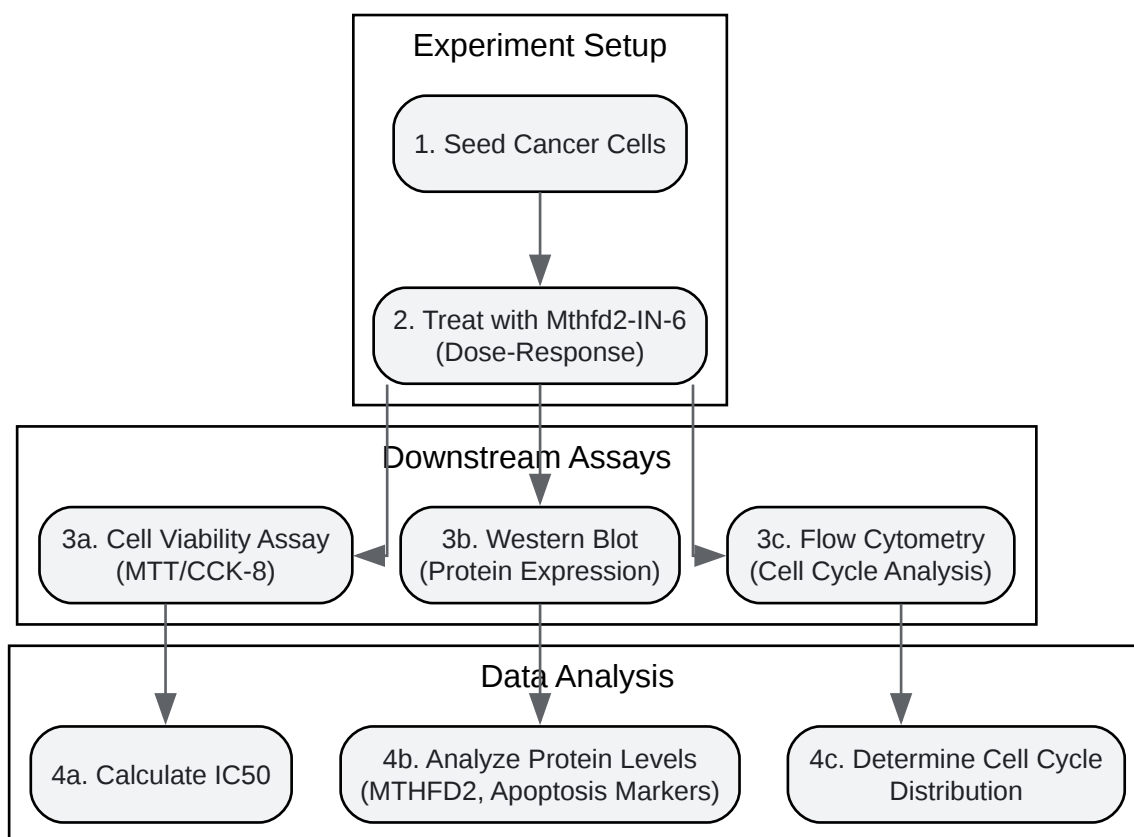 Experiment Setup
1. Seed Cancer Cells
2. Treat with Mthfd2-IN-6
(Dose-Response)
Downstream Assays
3a. Cell Viability Assay
(MTT/CCK-8)
3b. Western Blot
(Protein Expression)
3c. Flow Cytometry
(Cell Cycle Analysis)
Data Analysis
4a. Calculate IC50
4b. Analyze Protein Levels
(MTHFD2, Apoptosis Markers)
4c. Determine Cell Cycle
Distribution